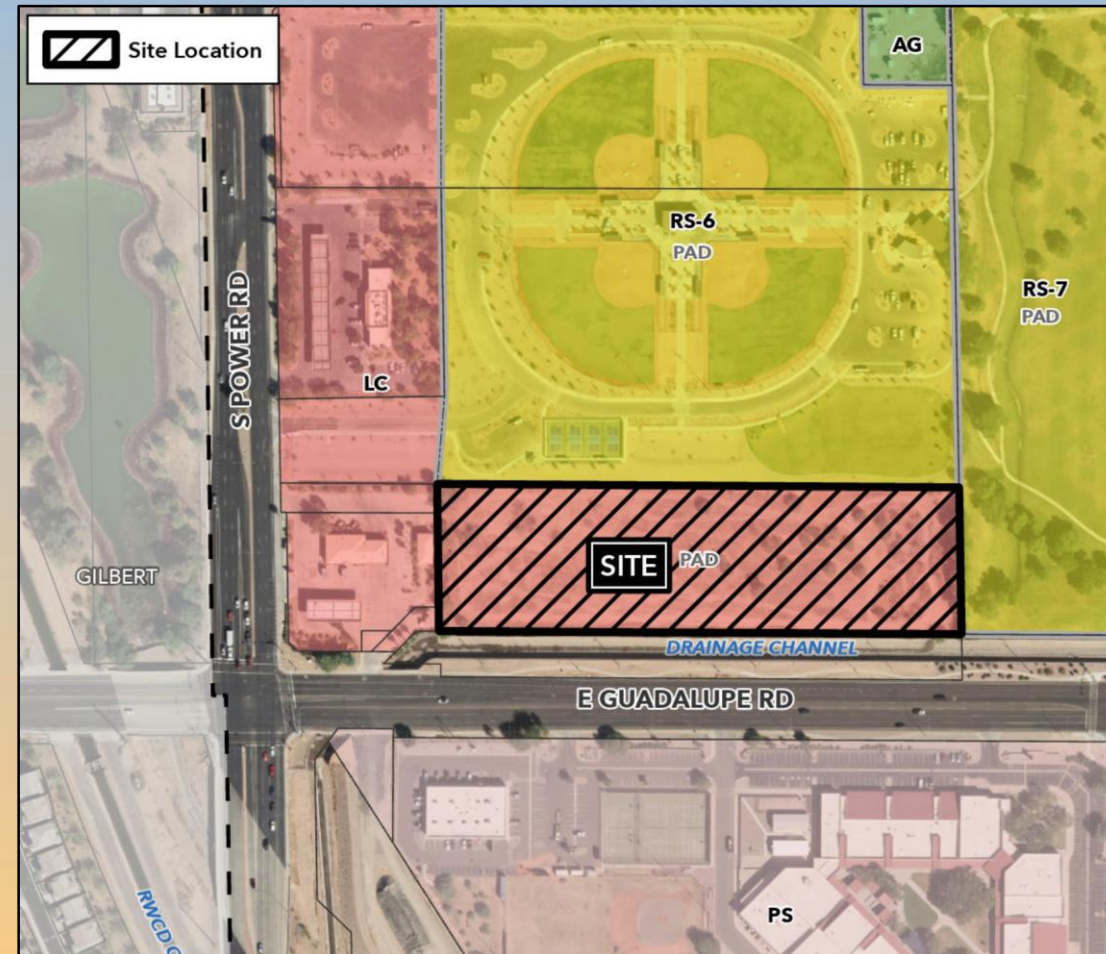 Site Location
AG
RS-6
PAD
RS-7
PAD
S POWER RD
LC
GILBERT
SITE
PAD
DRAINAGE CHANNEL
E GUADALUPE RD
RWCD
PS